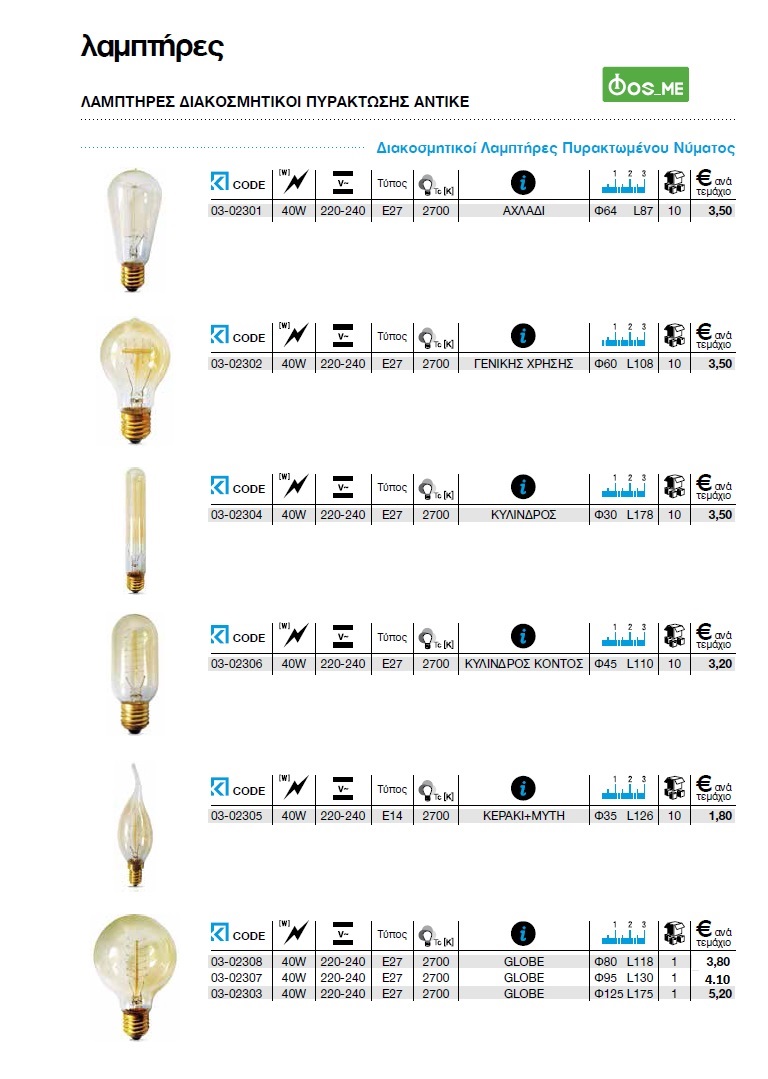 λαμπτήρες
ΦOS_ME
ΛΑΜΠΤΗΡΕΣ ΔΙΑΚΟΣΜΗΤΙΚΟΙ ΠΥΡΑΚΤΩΣΗΣ ΑΝΤΙΚΕ
Διακοσμητικοί Λαμπτήρες Πυρακτωμένου Νύματος
CODE [W] V~ Τύπος Tc [K] i 1 2 3 € ανά τεμάχιο
03-02301 40W 220-240 E27 2700 ΑΧΛΑΔΙ Φ64 L87 10 3,50
CODE [W] V~ Τύπος Tc [K] i 1 2 3 € ανά τεμάχιο
03-02302 40W 220-240 E27 2700 ΓΕΝΙΚΗΣ ΧΡΗΣΗΣ Φ60 L108 10 3,50
CODE [W] V~ Τύπος Tc [K] i 1 2 3 € ανά τεμάχιο
03-02304 40W 220-240 E27 2700 ΚΥΛΙΝΔΡΟΣ Φ30 L178 10 3,50
CODE [W] V~ Τύπος Tc [K] i 1 2 3 € ανά τεμάχιο
03-02306 40W 220-240 E27 2700 ΚΥΛΙΝΔΡΟΣ ΚΟΝΤΟΣ Φ45 L110 10 3,20
CODE [W] V~ Τύπος Tc [K] i 1 2 3 € ανά τεμάχιο
03-02305 40W 220-240 E14 2700 ΚΕΡΑΚΙ+ΜΥΤΗ Φ35 L126 10 1,80
CODE [W] V~ Τύπος Tc [K] i 1 2 3 € ανά τεμάχιο
03-02308 40W 220-240 E27 2700 GLOBE Φ80 L118 1 3,80
03-02307 40W 220-240 E27 2700 GLOBE Φ95 L130 1 4.10
03-02303 40W 220-240 E27 2700 GLOBE Φ125 L175 1 5,20